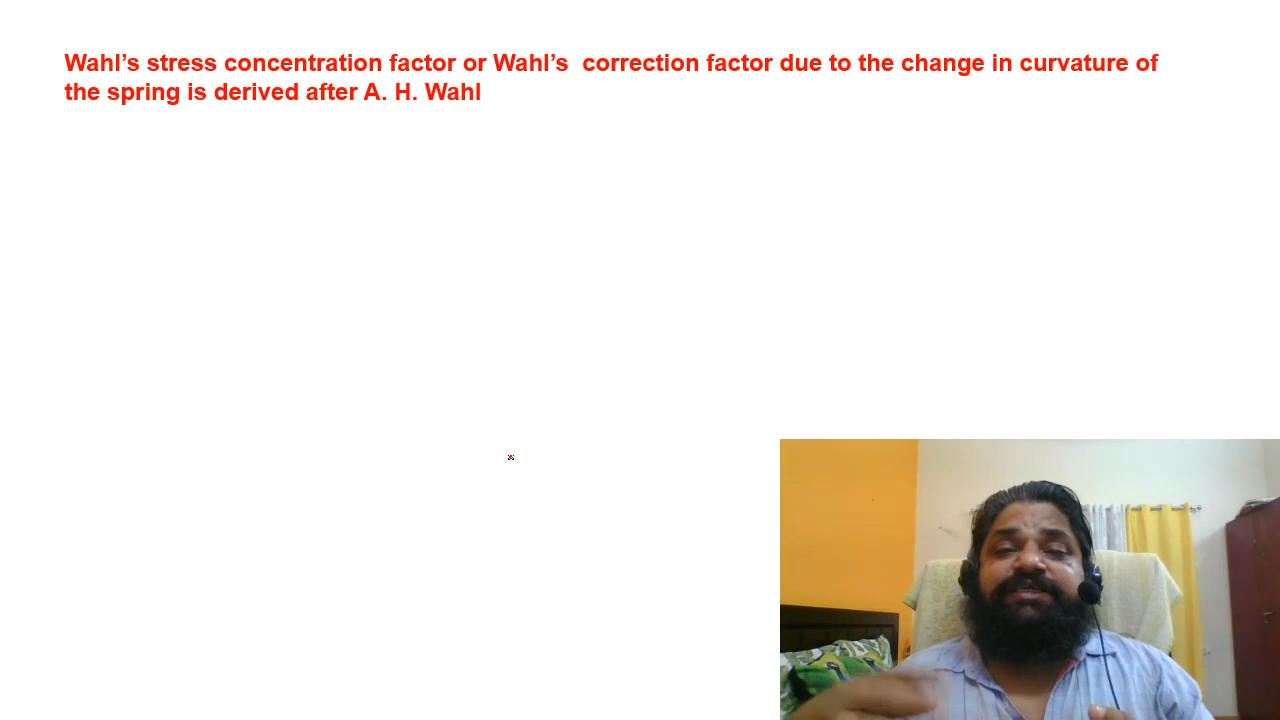 Wahl’s stress concentration factor or Wahl’s  correction factor due to the change in curvature of
the spring is derived after A. H. Wahl